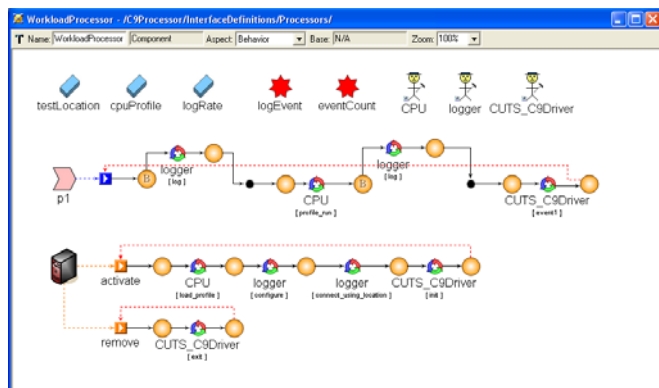 WorkloadProcessor - /C9Processor/InterfaceDefinitions/Processors/
T Name: WorkloadProcessor Component Aspect: Behavior Base: N/A Zoom: 100%
testLocation cpuProfile logRate logEvent eventCount CPU logger CUTS_C9Driver
logger
[log]
logger
[log]
B
B
p1
CPU
[profile_run]
CUTS_C9Driver
[event1]
activate
CPU
[load_profile]
logger
[configure]
logger
[connect_using_location]
CUTS_C9Driver
[init]
remove
CUTS_C9Driver
[exit]